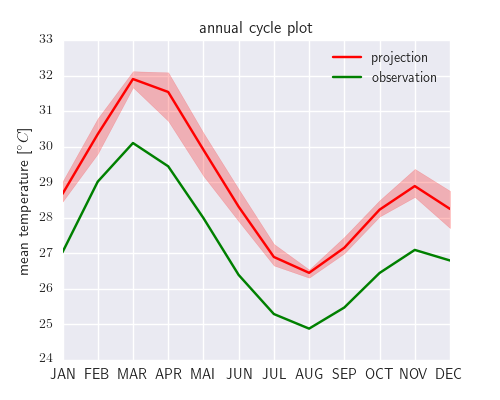 annual cycle plot
33
32
31
30
29
28
27
26
25
24
mean temperature [°C]
projection
observation
JAN FEB MAR APR MAI JUN JUL AUG SEP OCT NOV DEC